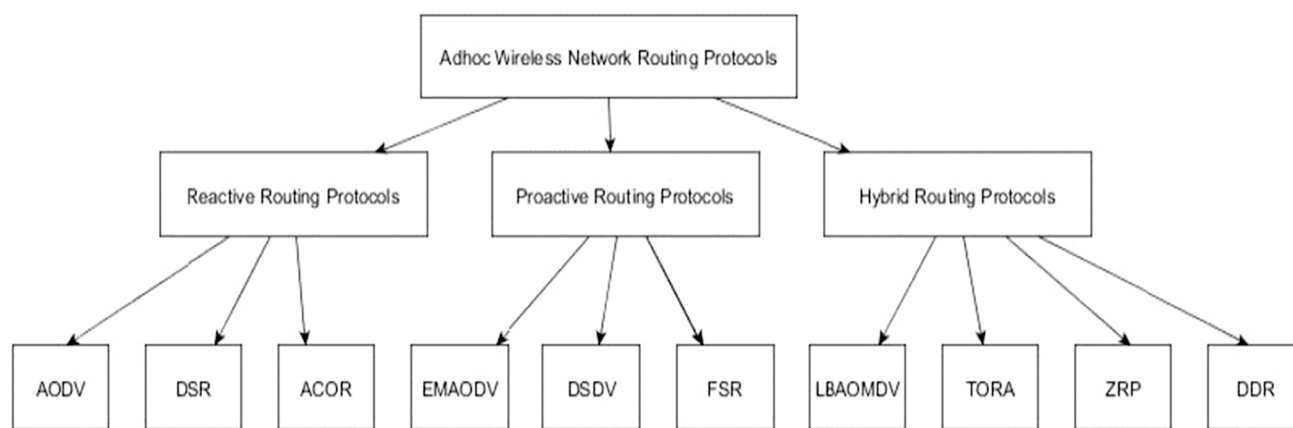 Adhoc Wireless Network Routing Protocols
Reactive Routing Protocols
Proactive Routing Protocols
Hybrid Routing Protocols
AODV
DSR
ACOR
EMAODV
DSDV
FSR
LBAOMDV
TORA
ZRP
DDR